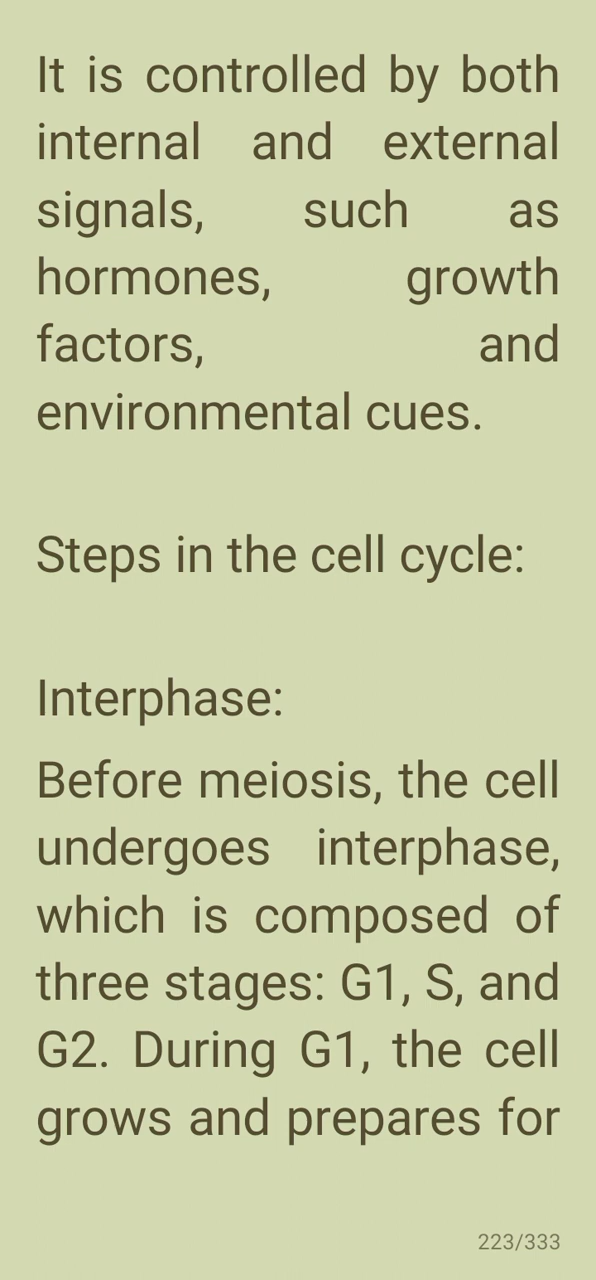 It is controlled by both
internal and external
signals, such as
hormones, growth
factors, and
environmental cues.
Steps in the cell cycle:
Interphase:
Before meiosis, the cell
undergoes interphase,
which is composed of
three stages: G1, S, and
G2. During G1, the cell
grows and prepares for
223/333